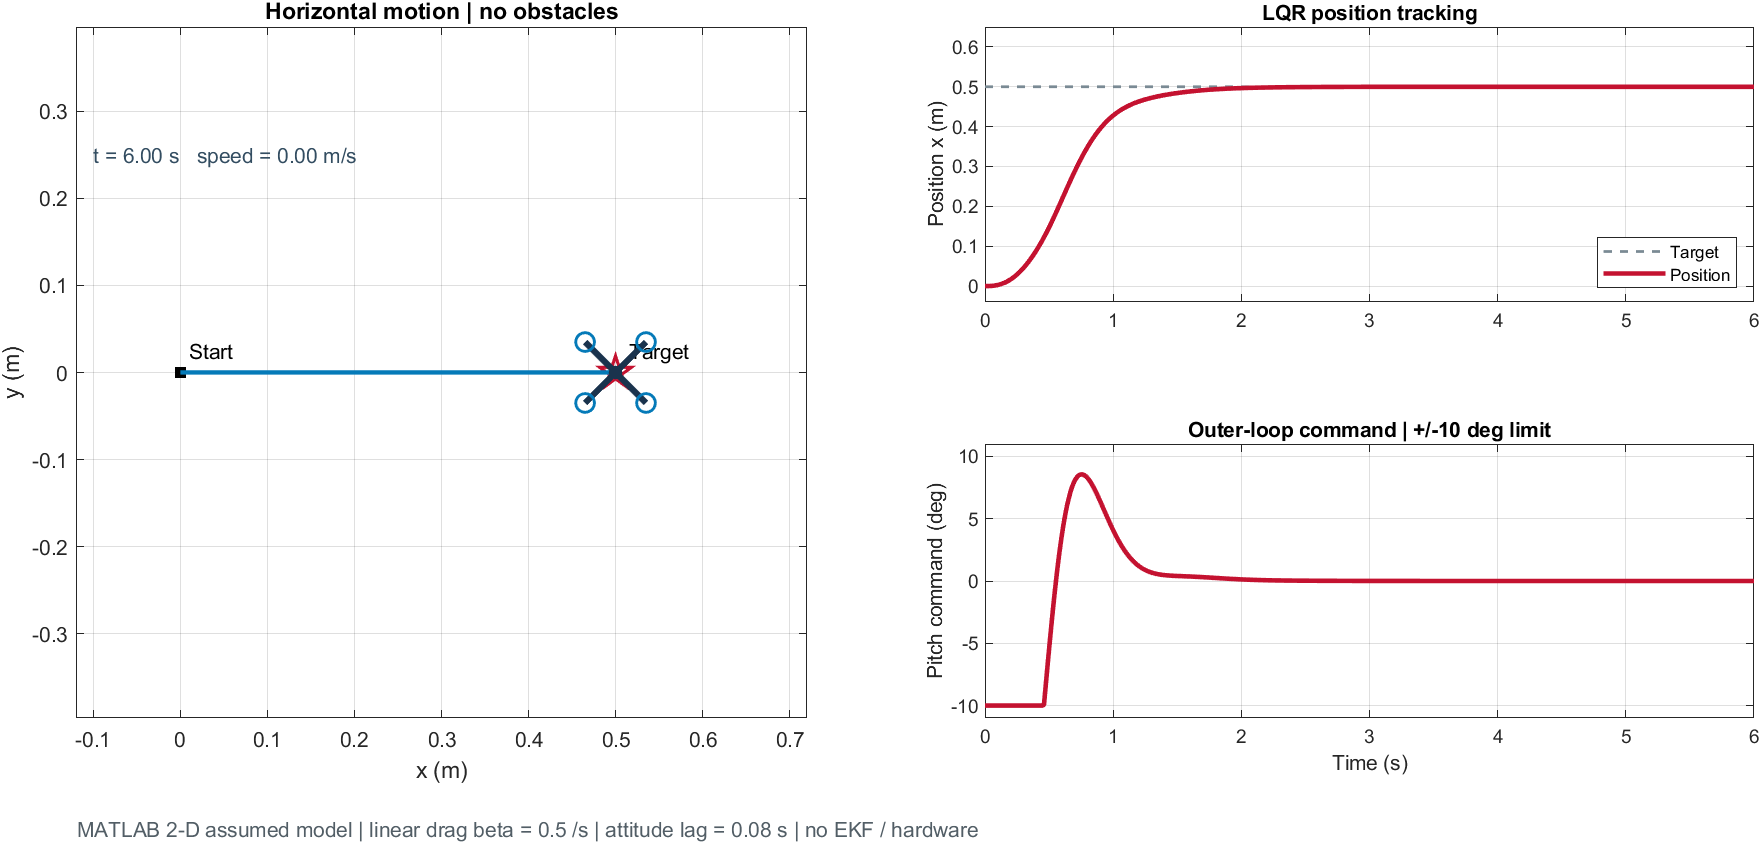 Horizontal motion | no obstacles
0.3
0.2
0.1
0
-0.1
-0.2
-0.3
y (m)
t = 6.00 s speed = 0.00 m/s
Start
Target
-0.1 0 0.1 0.2 0.3 0.4 0.5 0.6 0.7
x (m)
LQR position tracking
0.6
0.5
0.4
0.3
0.2
0.1
0
Position x (m)
Target
Position
0 1 2 3 4 5 6
Outer-loop command | +/-10 deg limit
10
5
0
-5
-10
Pitch command (deg)
0 1 2 3 4 5 6
Time (s)
MATLAB 2-D assumed model | linear drag beta = 0.5 /s | attitude lag = 0.08 s | no EKF / hardware